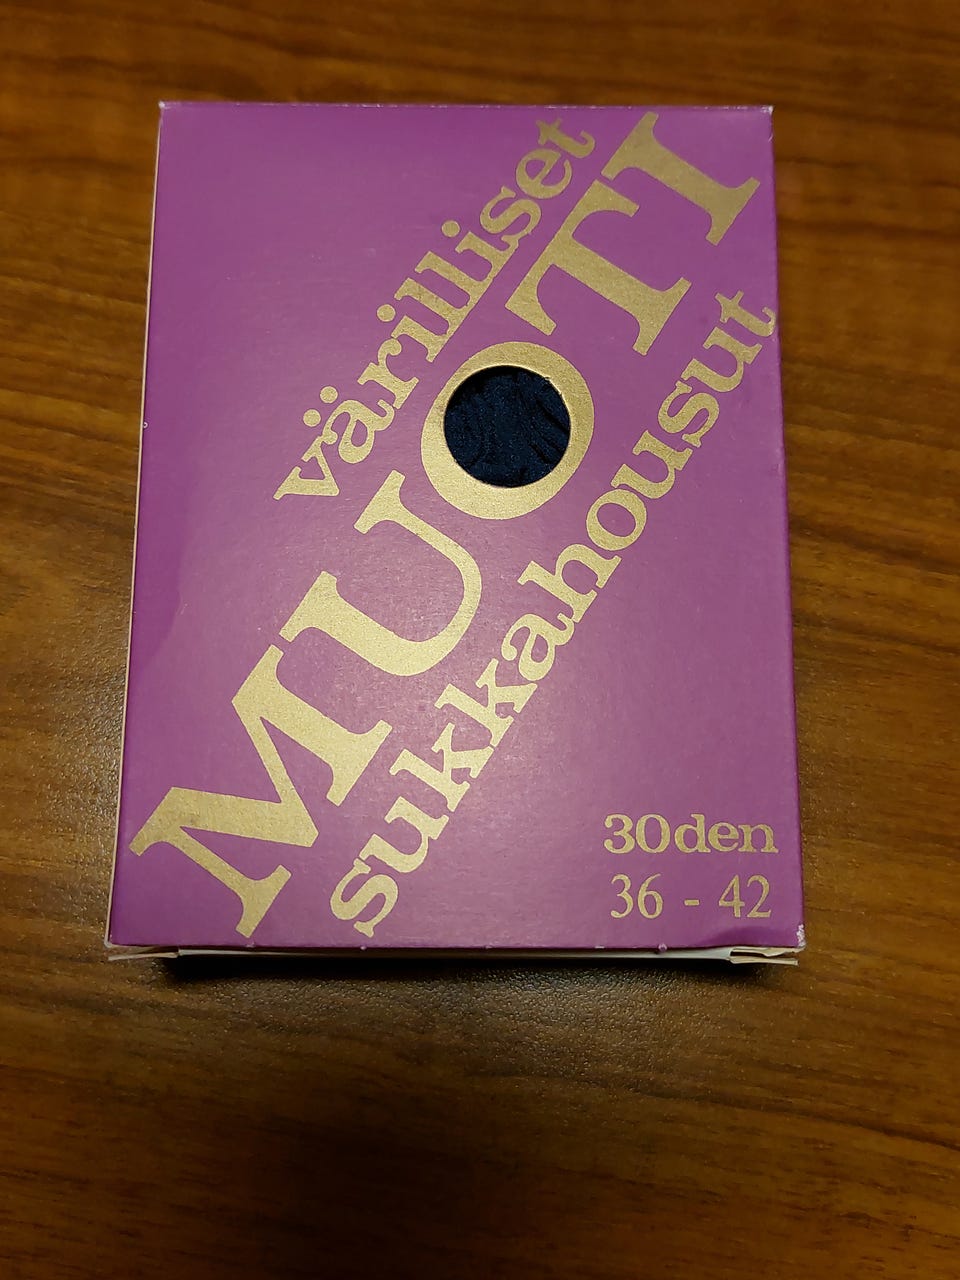 värilliset
MUOTI
sukkahousut
30den
36 - 42